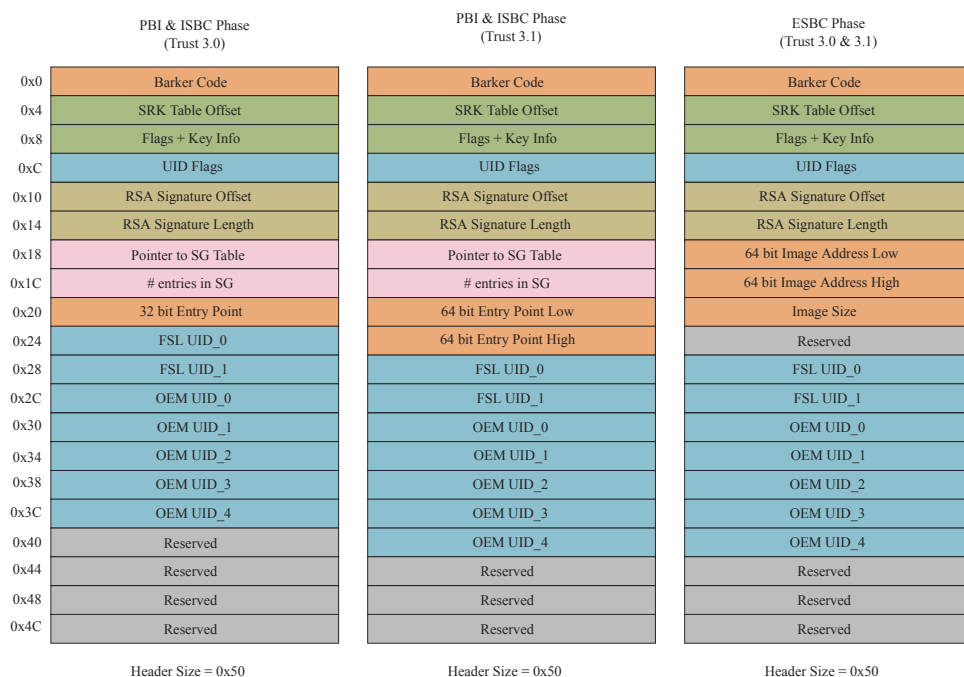 PBI & ISBC Phase
(Trust 3.0)
PBI & ISBC Phase
(Trust 3.1)
ESBC Phase
(Trust 3.0 & 3.1)
0x0 Barker Code Barker Code Barker Code
0x4 SRK Table Offset SRK Table Offset SRK Table Offset
0x8 Flags + Key Info Flags + Key Info Flags + Key Info
0xC UID Flags UID Flags UID Flags
0x10 RSA Signature Offset RSA Signature Offset RSA Signature Offset
0x14 RSA Signature Length RSA Signature Length RSA Signature Length
0x18 Pointer to SG Table Pointer to SG Table 64 bit Image Address Low
0x1C # entries in SG # entries in SG 64 bit Image Address High
0x20 32 bit Entry Point 64 bit Entry Point Low Image Size
0x24 FSL UID_0 64 bit Entry Point High Reserved
0x28 FSL UID_1 FSL UID_0 FSL UID_0
0x2C OEM UID_0 FSL UID_1 FSL UID_1
0x30 OEM UID_1 OEM UID_0 OEM UID_0
0x34 OEM UID_2 OEM UID_1 OEM UID_1
0x38 OEM UID_3 OEM UID_2 OEM UID_2
0x3C OEM UID_4 OEM UID_3 OEM UID_3
0x40 Reserved OEM UID_4 OEM UID_4
0x44 Reserved Reserved Reserved
0x48 Reserved Reserved Reserved
0x4C Reserved Reserved Reserved
Header Size = 0x50 Header Size = 0x50 Header Size = 0x50